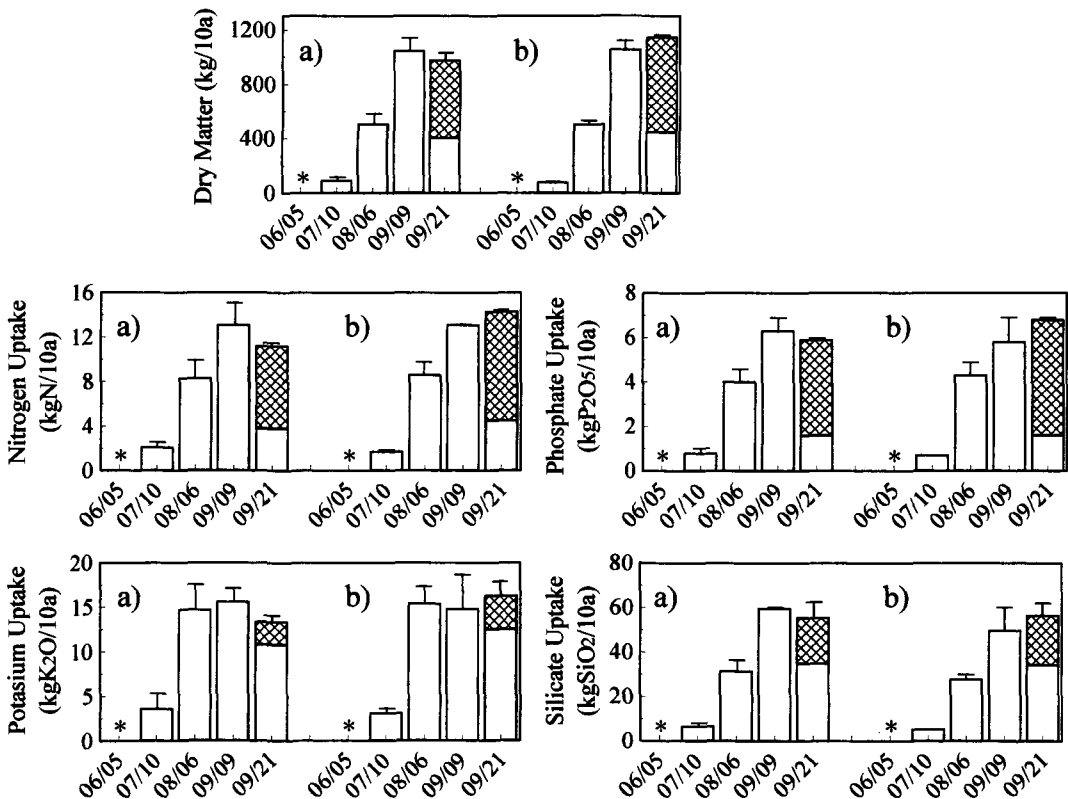 Dry Matter (kg/10a)
1200
800
400
0
a)
b)
*
*
06/05 07/10 08/06 09/09 09/21 06/05 07/10 08/06 09/09 09/21
Nitrogen Uptake
(kgN/10a)
16
12
8
4
0
a)
b)
*
*
06/05 07/10 08/06 09/09 09/21 06/05 07/10 08/06 09/09 09/21
Phosphate Uptake
(kgP2O5/10a)
8
6
4
2
0
a)
b)
*
*
06/05 07/10 08/06 09/09 09/21 06/05 07/10 08/06 09/09 09/21
Potasium Uptake
(kgK2O/10a)
20
15
10
5
0
a)
b)
*
*
06/05 07/10 08/06 09/09 09/21 06/05 07/10 08/06 09/09 09/21
Silicate Uptake
(kgSiO2/10a)
80
60
40
20
0
a)
b)
*
*
06/05 07/10 08/06 09/09 09/21 06/05 07/10 08/06 09/09 09/21